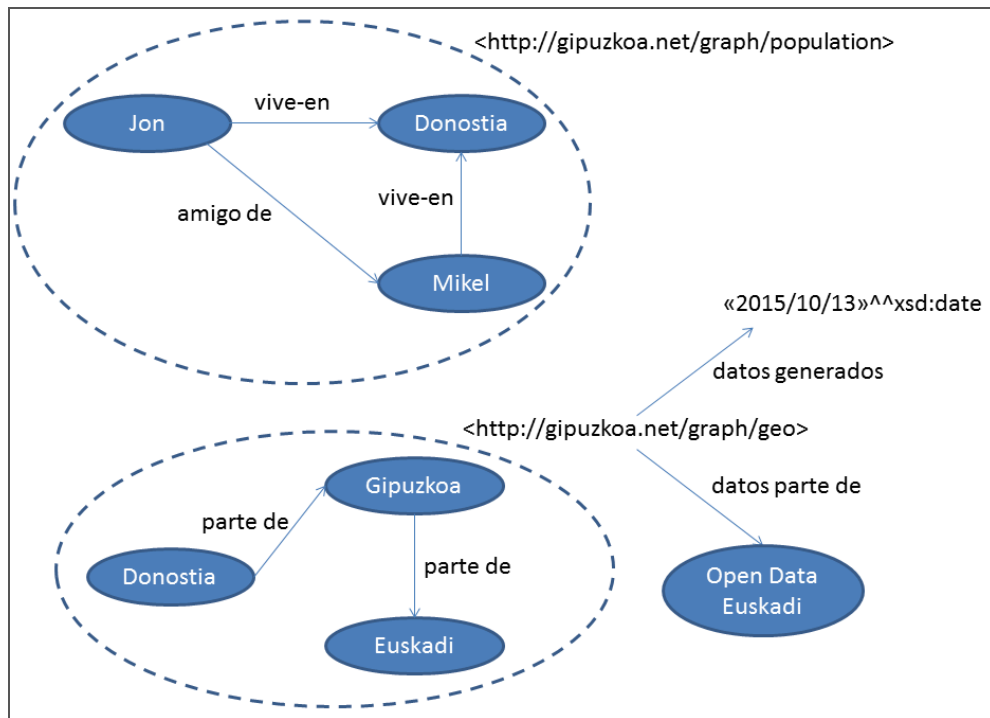 <http://gipuzkoa.net/graph/population>
vive-en
Jon
Donostia
vive-en
amigo de
Mikel
«2015/10/13»^^xsd:date
datos generados
<http://gipuzkoa.net/graph/geo>
Gipuzkoa
datos parte de
parte de
parte de
Donostia
Open Data
Euskadi
Euskadi